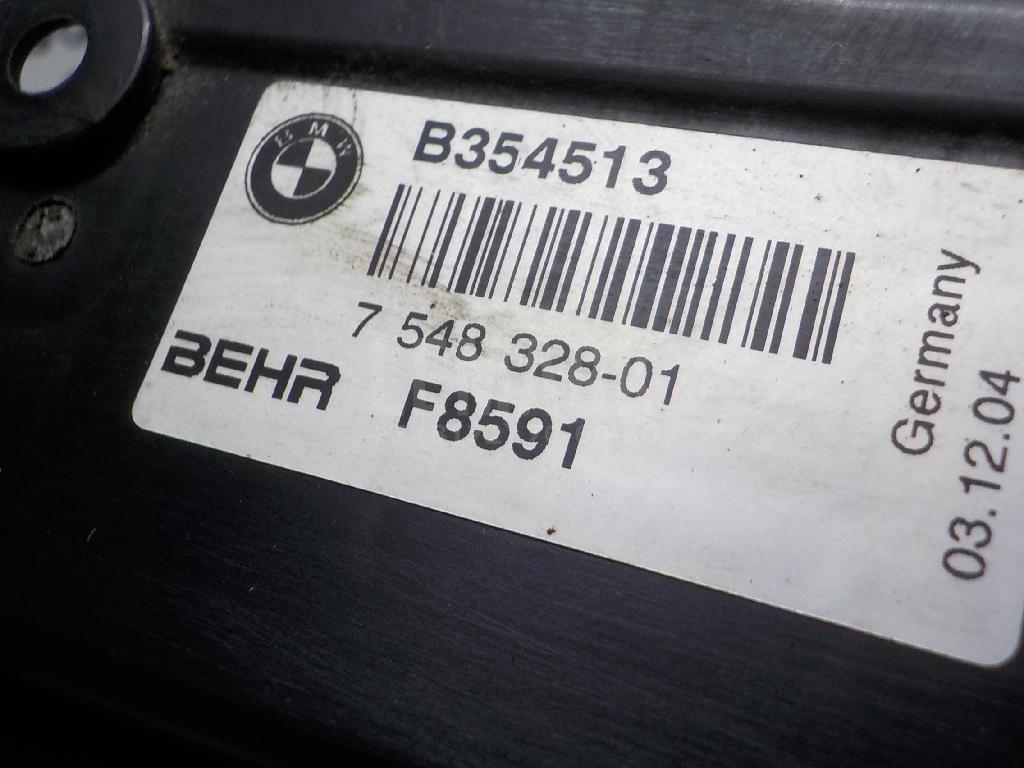 BMW
B354513
7 548 328-01
BEHR F8591
Germany
03.12.04